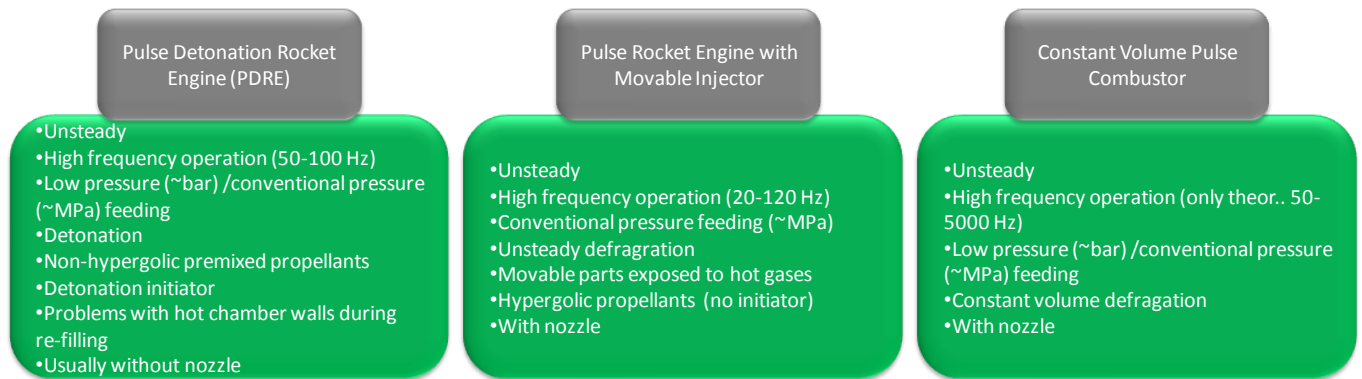 Pulse Detonation Rocket
Engine (PDRE)
•Unsteady
•High frequency operation (50-100 Hz)
•Low pressure (~bar) /conventional pressure
(~MPa) feeding
•Detonation
•Non-hypergolic premixed propellants
•Detonation initiator
•Problems with hot chamber walls during
re-filling
•Usually without nozzle
Pulse Rocket Engine with
Movable Injector
•Unsteady
•High frequency operation (20-120 Hz)
•Conventional pressure feeding (~MPa)
•Unsteady defragration
•Movable parts exposed to hot gases
•Hypergolic propellants (no initiator)
•With nozzle
Constant Volume Pulse
Combustor
•Unsteady
•High frequency operation (only theor.. 50-
5000 Hz)
•Low pressure (~bar) /conventional pressure
(~MPa) feeding
•Constant volume defragation
•With nozzle